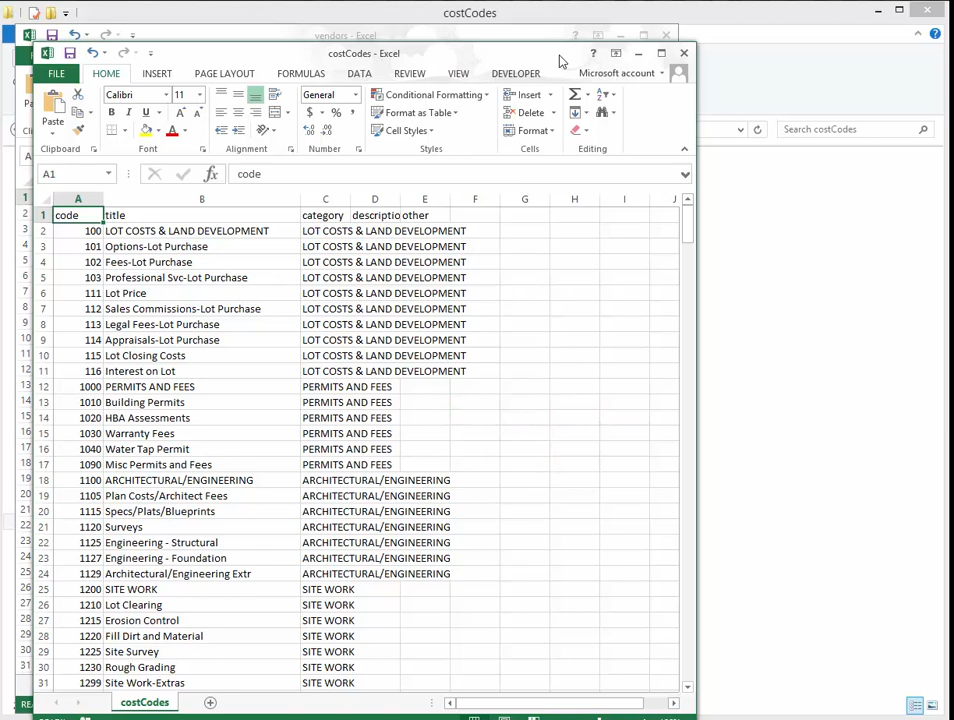 costCodes
vendors - Excel
costCodes - Excel
FILE HOME INSERT PAGE LAYOUT FORMULAS DATA REVIEW VIEW DEVELOPER Microsoft account
Calibri 11 General Conditional Formatting Insert
Paste B I U A A $ % , Format as Table Delete
Cell Styles Format
Clipboard Font Alignment Number Styles Cells Editing
Search costCodes
A1 fx code
A B C D E F G H I J
1 code title category descriptio other
2 100 LOT COSTS & LAND DEVELOPMENT LOT COSTS & LAND DEVELOPMENT
3 101 Options-Lot Purchase LOT COSTS & LAND DEVELOPMENT
4 102 Fees-Lot Purchase LOT COSTS & LAND DEVELOPMENT
5 103 Professional Svc-Lot Purchase LOT COSTS & LAND DEVELOPMENT
6 111 Lot Price LOT COSTS & LAND DEVELOPMENT
7 112 Sales Commissions-Lot Purchase LOT COSTS & LAND DEVELOPMENT
8 113 Legal Fees-Lot Purchase LOT COSTS & LAND DEVELOPMENT
9 114 Appraisals-Lot Purchase LOT COSTS & LAND DEVELOPMENT
10 115 Lot Closing Costs LOT COSTS & LAND DEVELOPMENT
11 116 Interest on Lot LOT COSTS & LAND DEVELOPMENT
12 1000 PERMITS AND FEES PERMITS AND FEES
13 1010 Building Permits PERMITS AND FEES
14 1020 HBA Assessments PERMITS AND FEES
15 1030 Warranty Fees PERMITS AND FEES
16 1040 Water Tap Permit PERMITS AND FEES
17 1090 Misc Permits and Fees PERMITS AND FEES
18 1100 ARCHITECTURAL/ENGINEERING ARCHITECTURAL/ENGINEERING
19 1105 Plan Costs/Architect Fees ARCHITECTURAL/ENGINEERING
20 1115 Specs/Plats/Blueprints ARCHITECTURAL/ENGINEERING
21 1120 Surveys ARCHITECTURAL/ENGINEERING
22 1125 Engineering - Structural ARCHITECTURAL/ENGINEERING
23 1127 Engineering - Foundation ARCHITECTURAL/ENGINEERING
24 1129 Architectural/Engineering Extr ARCHITECTURAL/ENGINEERING
25 1200 SITE WORK SITE WORK
26 1210 Lot Clearing SITE WORK
27 1215 Erosion Control SITE WORK
28 1220 Fill Dirt and Material SITE WORK
29 1225 Site Survey SITE WORK
30 1230 Rough Grading SITE WORK
31 1299 Site Work-Extras SITE WORK
costCodes